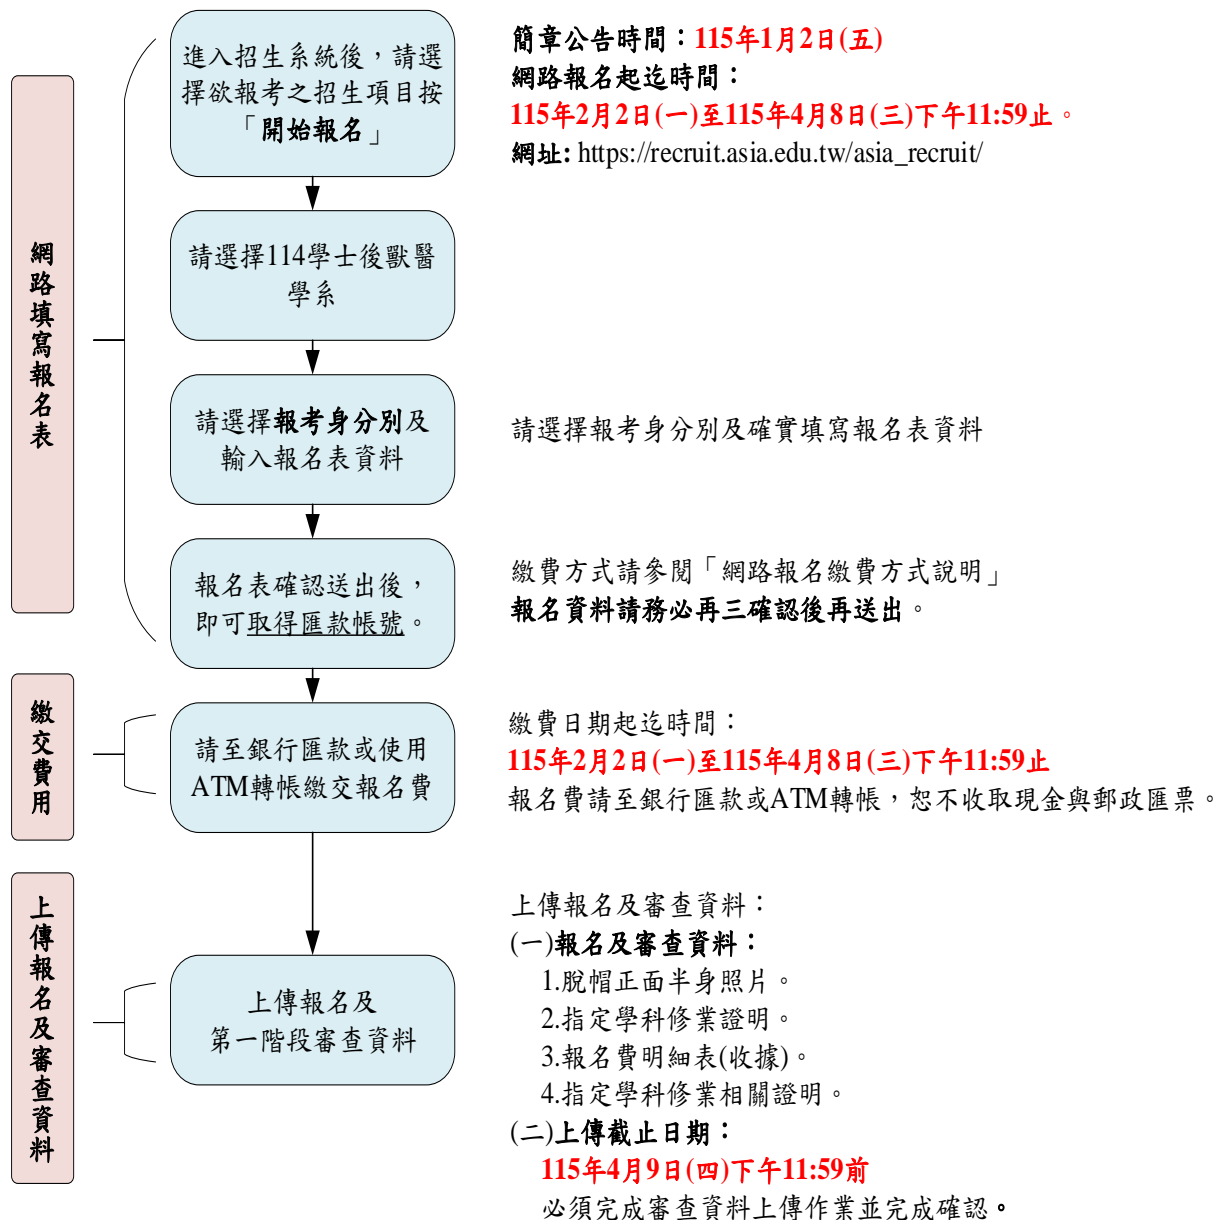 網路填寫報名表
進入招生系統後，請選
擇欲報考之招生項目按
「開始報名」
簡章公告時間：115年1月2日(五)
網路報名起迄時間：
115年2月2日(一)至115年4月8日(三)下午11:59止。
網址: https://recruit.asia.edu.tw/asia_recruit/
請選擇114學士後獸醫
學系
請選擇報考身分別及
輸入報名表資料
請選擇報考身分別及確實填寫報名表資料
報名表確認送出後，
即可取得匯款帳號。
繳費方式請參閱「網路報名繳費方式說明」
報名資料請務必再三確認後再送出。
繳交費用
請至銀行匯款或使用
ATM轉帳繳交報名費
繳費日期起迄時間：
115年2月2日(一)至115年4月8日(三)下午11:59止
報名費請至銀行匯款或ATM轉帳，恕不收取現金與郵政匯票。
上傳報名及審查資料
上傳報名及
第一階段審查資料
上傳報名及審查資料：
(一)報名及審查資料：
1.脫帽正面半身照片。
2.指定學科修業證明。
3.報名費明細表(收據)。
4.指定學科修業相關證明。
(二)上傳截止日期：
115年4月9日(四)下午11:59前
必須完成審查資料上傳作業並完成確認。